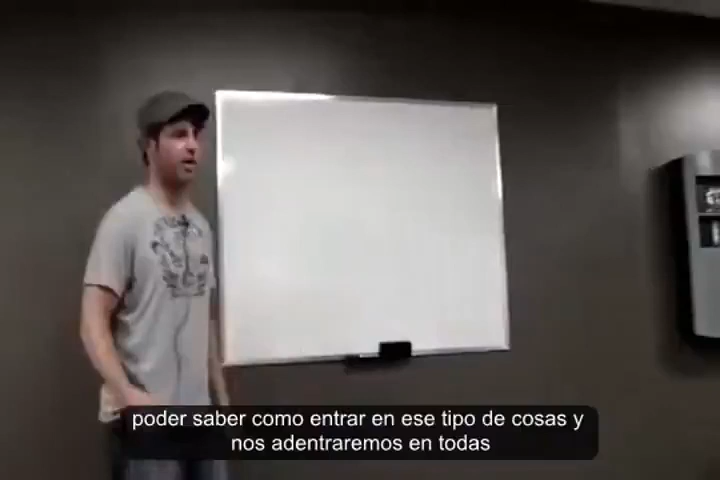 poder saber como entrar en ese tipo de cosas y
nos adentraremos en todas